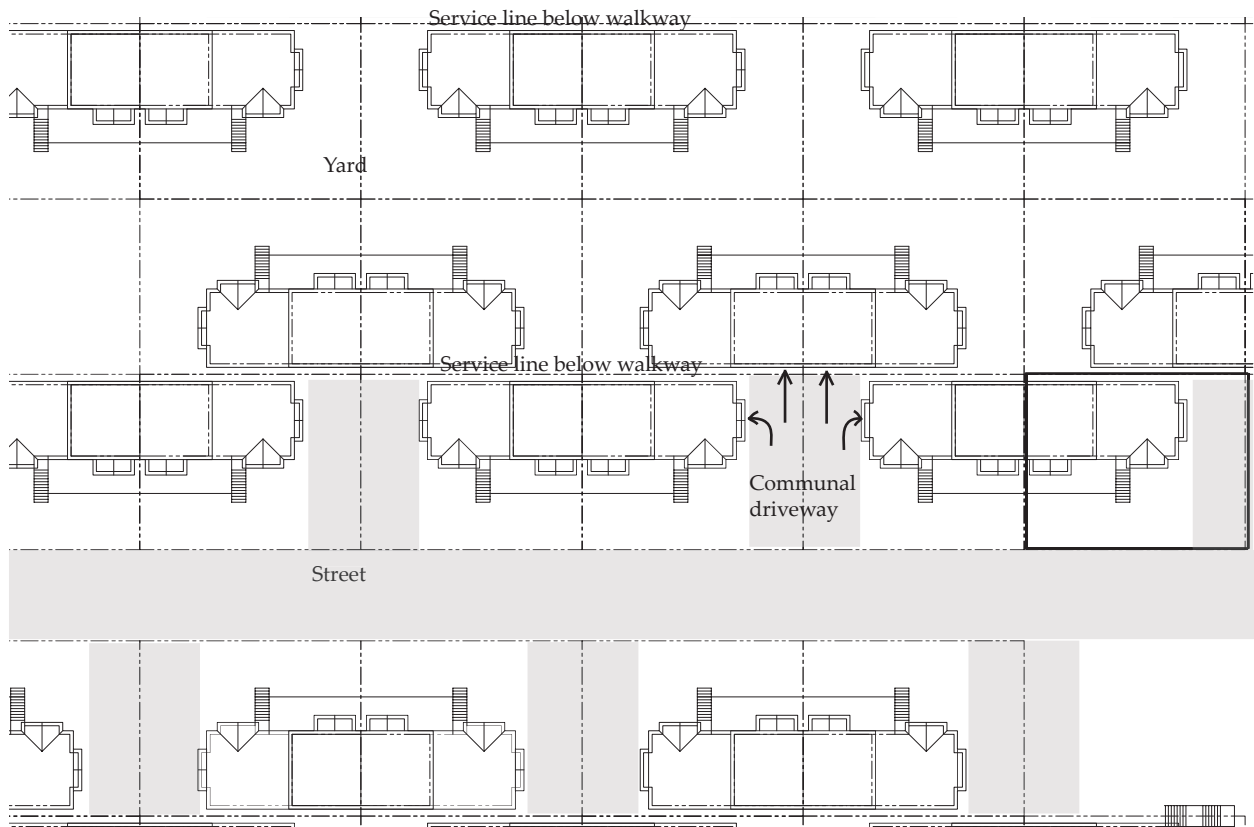 Service line below walkway
Yard
Service line below walkway
Communal
driveway
Street